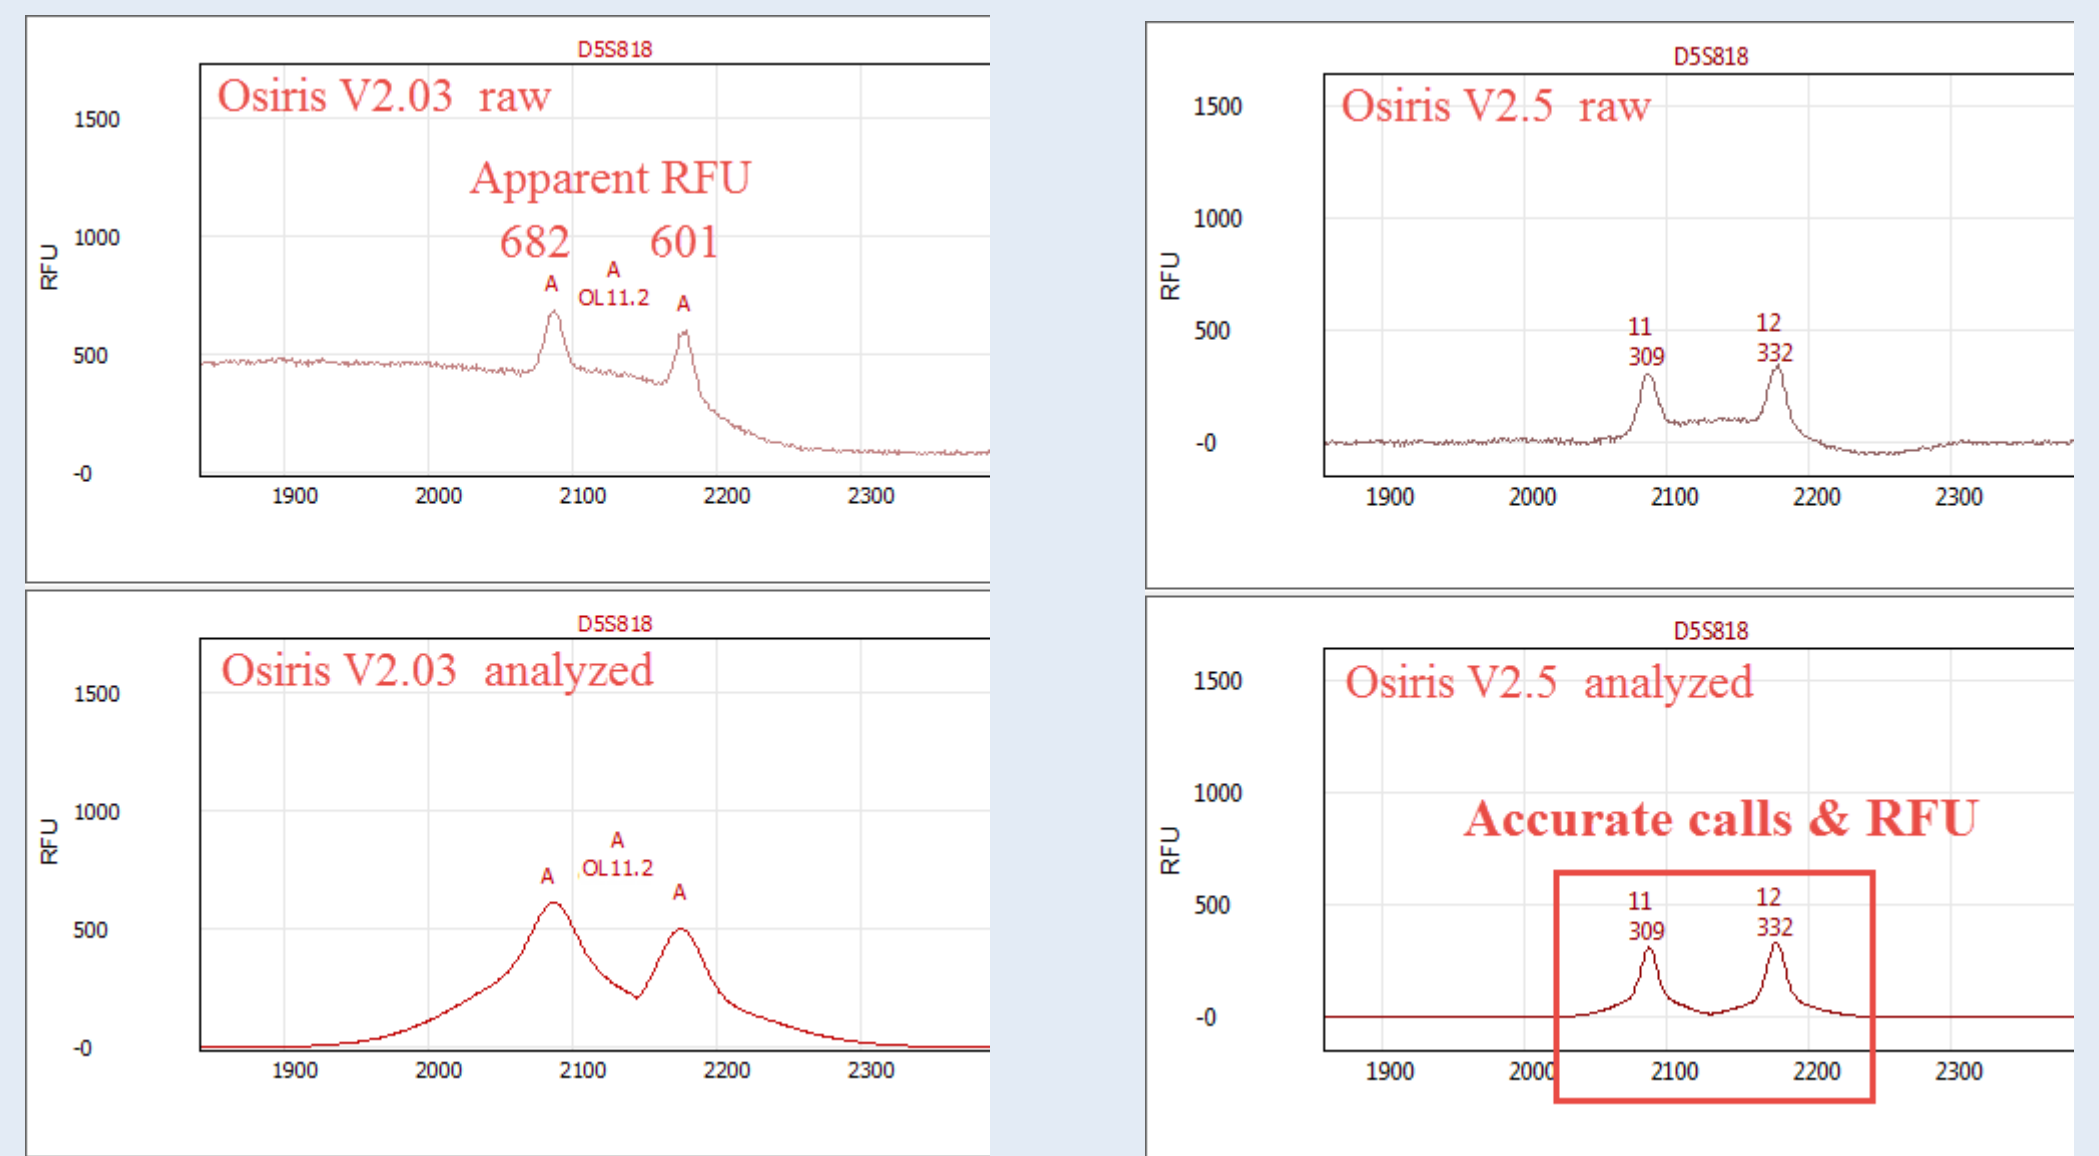 D5S818
Osiris V2.03 raw
1500
Apparent RFU
1000
682 601
A
A OL11.2 A
500
-0
RFU
1900 2000 2100 2200 2300
D5S818
Osiris V2.5 raw
1500
1000
500
11 12
309 332
-0
RFU
1900 2000 2100 2200 2300
D5S818
Osiris V2.03 analyzed
1500
1000
A
A OL11.2 A
500
-0
RFU
1900 2000 2100 2200 2300
D5S818
Osiris V2.5 analyzed
1500
1000
Accurate calls & RFU
500
11 12
309 332
-0
RFU
1900 2000 2100 2200 2300